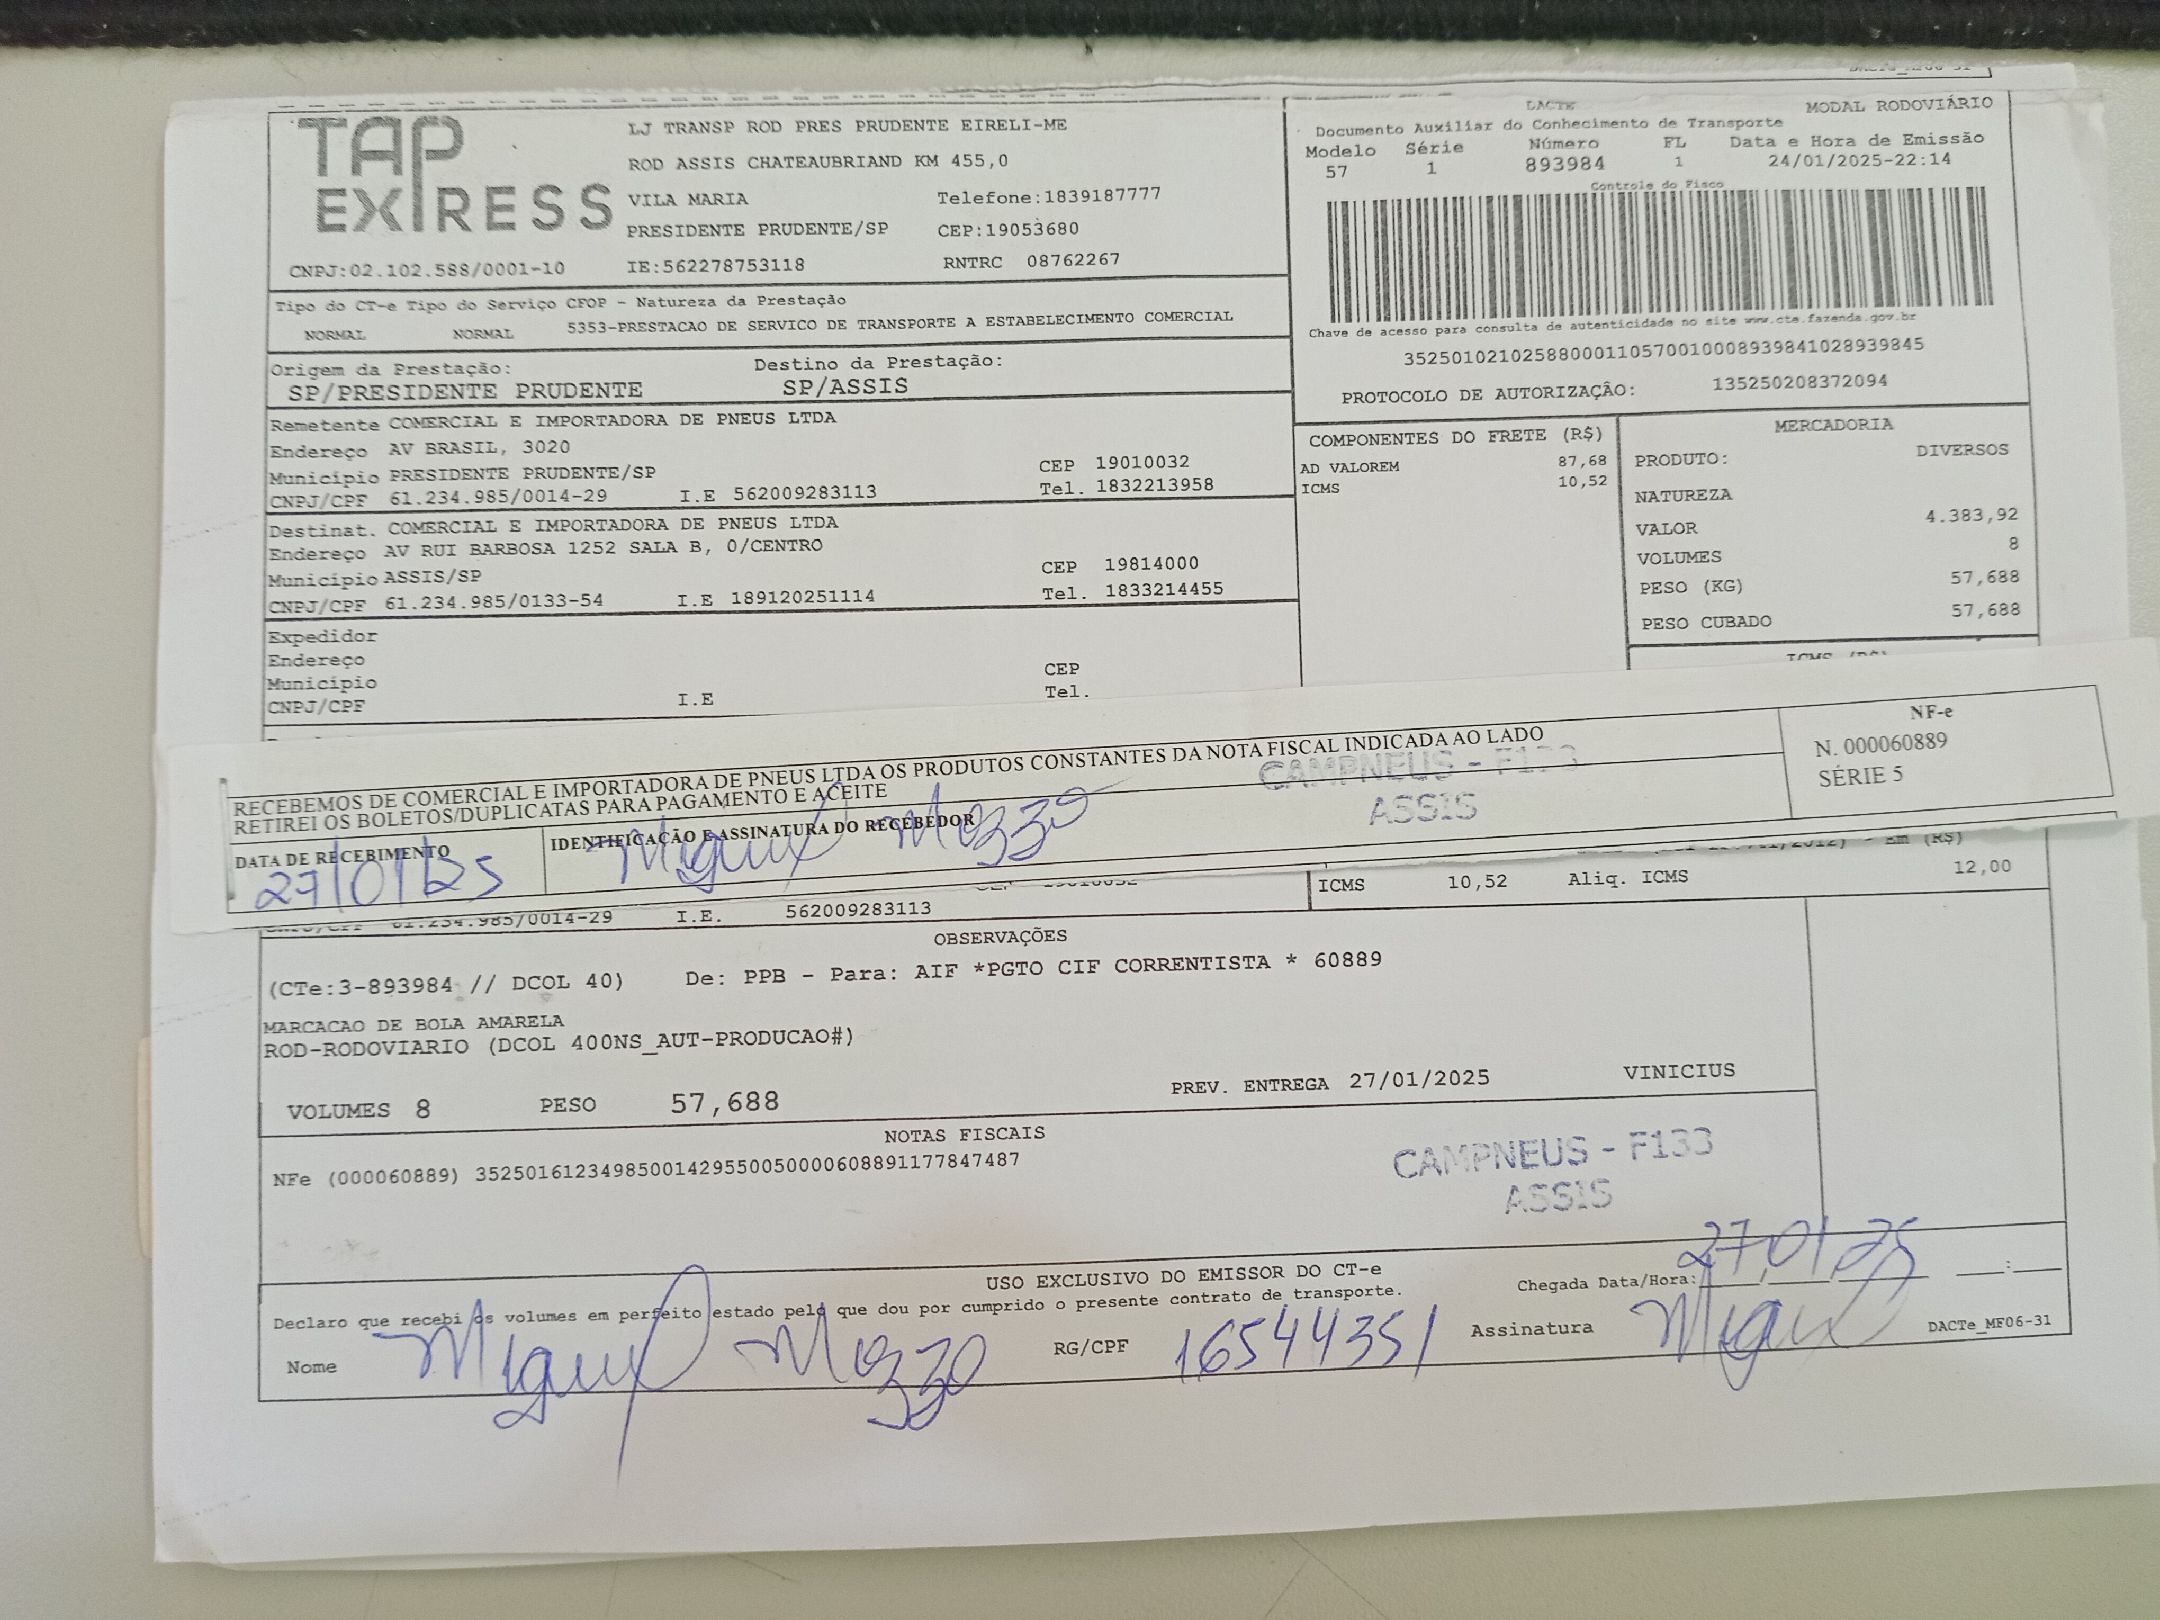 TAP EXPRESS
LJ TRANSP ROD PRES PRUDENTE EIRELI-ME
ROD ASSIS CHATEAUBRIAND KM 455,0
VILA MARIA Telefone:1839187777
PRESIDENTE PRUDENTE/SP CEP:19053680
CNPJ:02.102.588/0001-10 IE:562278753118 RNTRC 08762267
DACTE MODAL RODOVIÁRIO
Documento Auxiliar do Conhecimento de Transporte
Modelo Série Número FL Data e Hora de Emissão
57 1 893984 1 24/01/2025-22:14
Controle do Fisco
Chave de acesso para consulta de autenticidade no site www.cte.fazenda.gov.br
35250102102588000110570010008939841028939845
PROTOCOLO DE AUTORIZAÇÃO: 135250208372094
Tipo do CT-e Tipo do Serviço CFOP - Natureza da Prestação
NORMAL NORMAL 5353-PRESTACAO DE SERVICO DE TRANSPORTE A ESTABELECIMENTO COMERCIAL
Origem da Prestação: Destino da Prestação:
SP/PRESIDENTE PRUDENTE SP/ASSIS
Remetente COMERCIAL E IMPORTADORA DE PNEUS LTDA
Endereço AV BRASIL, 3020
Município PRESIDENTE PRUDENTE/SP CEP 19010032
CNPJ/CPF 61.234.985/0014-29 I.E 562009283113 Tel. 1832213958
Destinat. COMERCIAL E IMPORTADORA DE PNEUS LTDA
Endereço AV RUI BARBOSA 1252 SALA B, 0/CENTRO
Município ASSIS/SP CEP 19814000
CNPJ/CPF 61.234.985/0133-54 I.E 189120251114 Tel. 1833214455
Expedidor
Endereço
Município CEP
CNPJ/CPF I.E Tel.
COMPONENTES DO FRETE (R$)
AD VALOREM 87,68
ICMS 10,52
MERCADORIA
PRODUTO: DIVERSOS
NATUREZA
VALOR 4.383,92
VOLUMES 8
PESO (KG) 57,688
PESO CUBADO 57,688
RECEBEMOS DE COMERCIAL E IMPORTADORA DE PNEUS LTDA OS PRODUTOS CONSTANTES DA NOTA FISCAL INDICADA AO LADO
RETIREI OS BOLETOS/DUPLICATAS PARA PAGAMENTO E ACEITE
CAMPNEUS - F133
ASSIS
NF-e
N. 000060889
SÉRIE 5
DATA DE RECEBIMENTO IDENTIFICAÇÃO E ASSINATURA DO RECEBEDOR
27/01/25 Miguel Mozzo
ICMS 10,52 Aliq. ICMS 12,00
CNPJ/CPF 61.234.985/0014-29 I.E. 562009283113
OBSERVAÇÕES
(CTe:3-893984 // DCOL 40) De: PPB - Para: AIF *PGTO CIF CORRENTISTA * 60889
MARCACAO DE BOLA AMARELA
ROD-RODOVIARIO (DCOL 400NS_AUT-PRODUCAO#)
VOLUMES 8 PESO 57,688 PREV. ENTREGA 27/01/2025 VINICIUS
NOTAS FISCAIS
NFe (000060889) 35250161234985001429550050000608891177847487
CAMPNEUS - F133
ASSIS
USO EXCLUSIVO DO EMISSOR DO CT-e
Declaro que recebi os volumes em perfeito estado pelo que dou por cumprido o presente contrato de transporte.
Chegada Data/Hora: 27,01,25 :
Nome Miguel Mozzo RG/CPF 16544351 Assinatura Miguel
DACTe_MF06-31